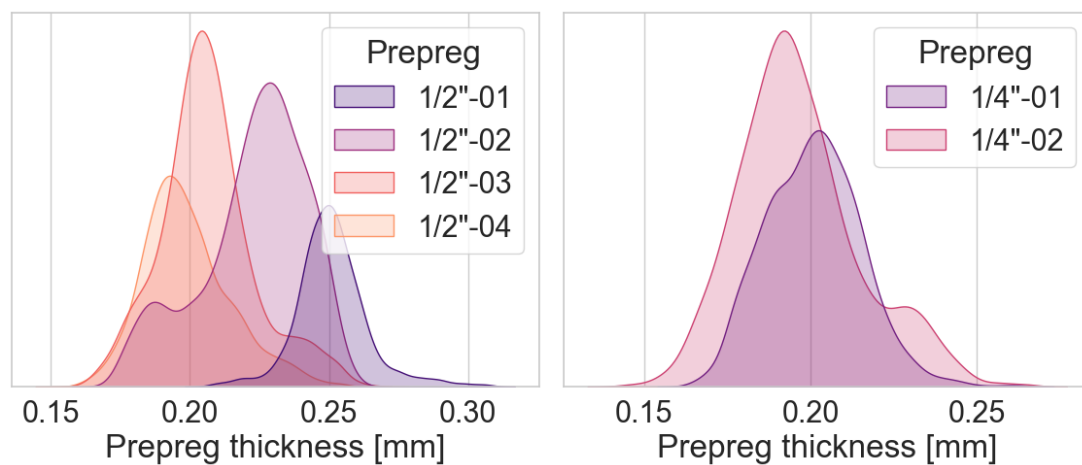 Prepreg
1/2"-01
1/2"-02
1/2"-03
1/2"-04
0.15 0.20 0.25 0.30
Prepreg thickness [mm]
Prepreg
1/4"-01
1/4"-02
0.15 0.20 0.25
Prepreg thickness [mm]